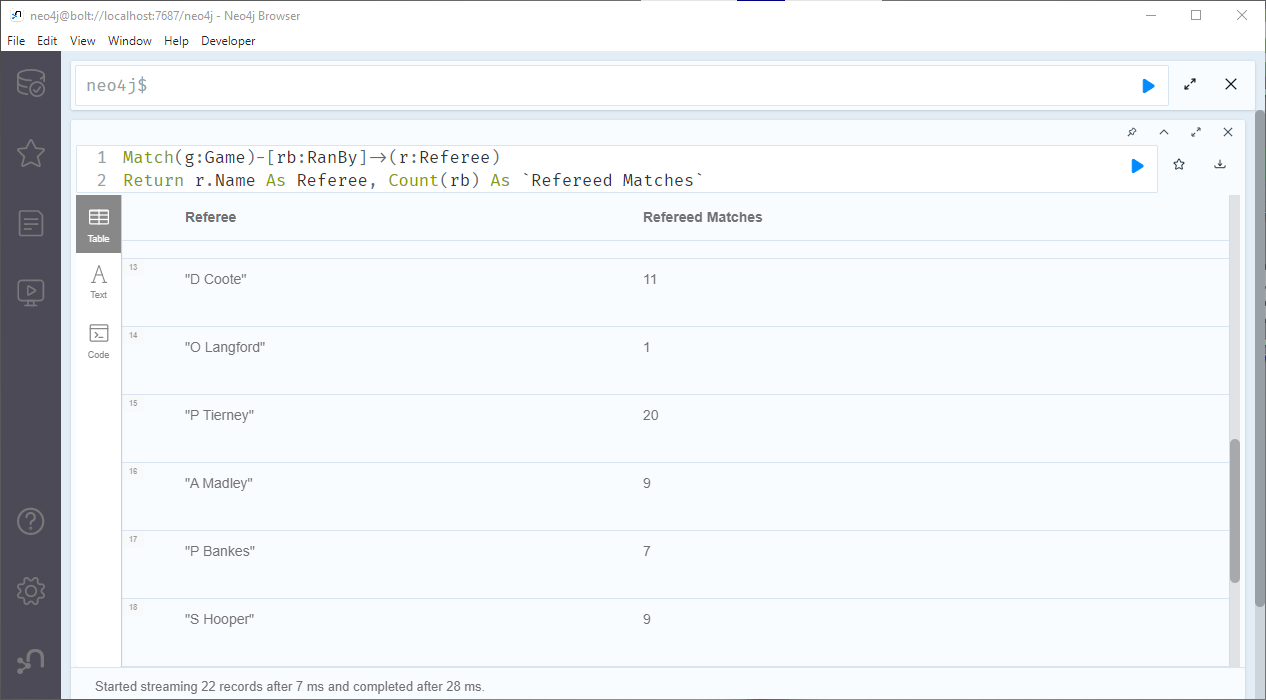 neo4j@bolt://localhost:7687/neo4j - Neo4j Browser
File Edit View Window Help Developer
neo4j$
1 Match(g:Game)-[rb:RanBy]->(r:Referee)
2 Return r.Name As Referee, Count(rb) As `Refereed Matches`
Table
Text
Code
Referee Refereed Matches
13 "D Coote" 11
14 "O Langford" 1
15 "P Tierney" 20
16 "A Madley" 9
17 "P Bankes" 7
18 "S Hooper" 9
Started streaming 22 records after 7 ms and completed after 28 ms.